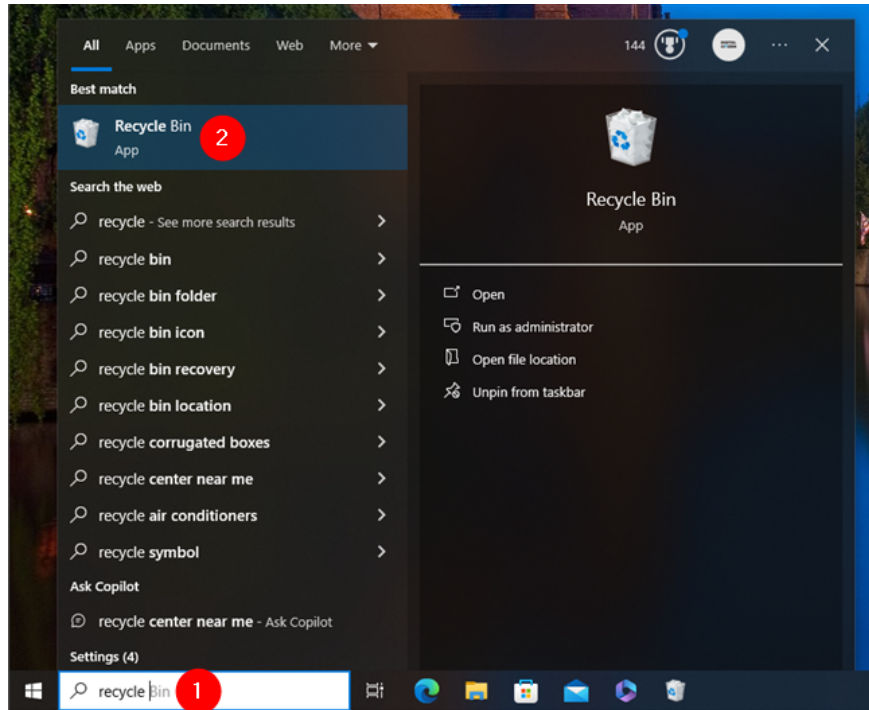 All Apps Documents Web More 144
Best match
Recycle Bin
App
2
Search the web
recycle - See more search results
recycle bin
recycle bin folder
recycle bin icon
recycle bin recovery
recycle bin location
recycle corrugated boxes
recycle center near me
recycle air conditioners
recycle symbol
Ask Copilot
recycle center near me - Ask Copilot
Settings (4)
recycle Bin
1
Recycle Bin
App
Open
Run as administrator
Open file location
Unpin from taskbar